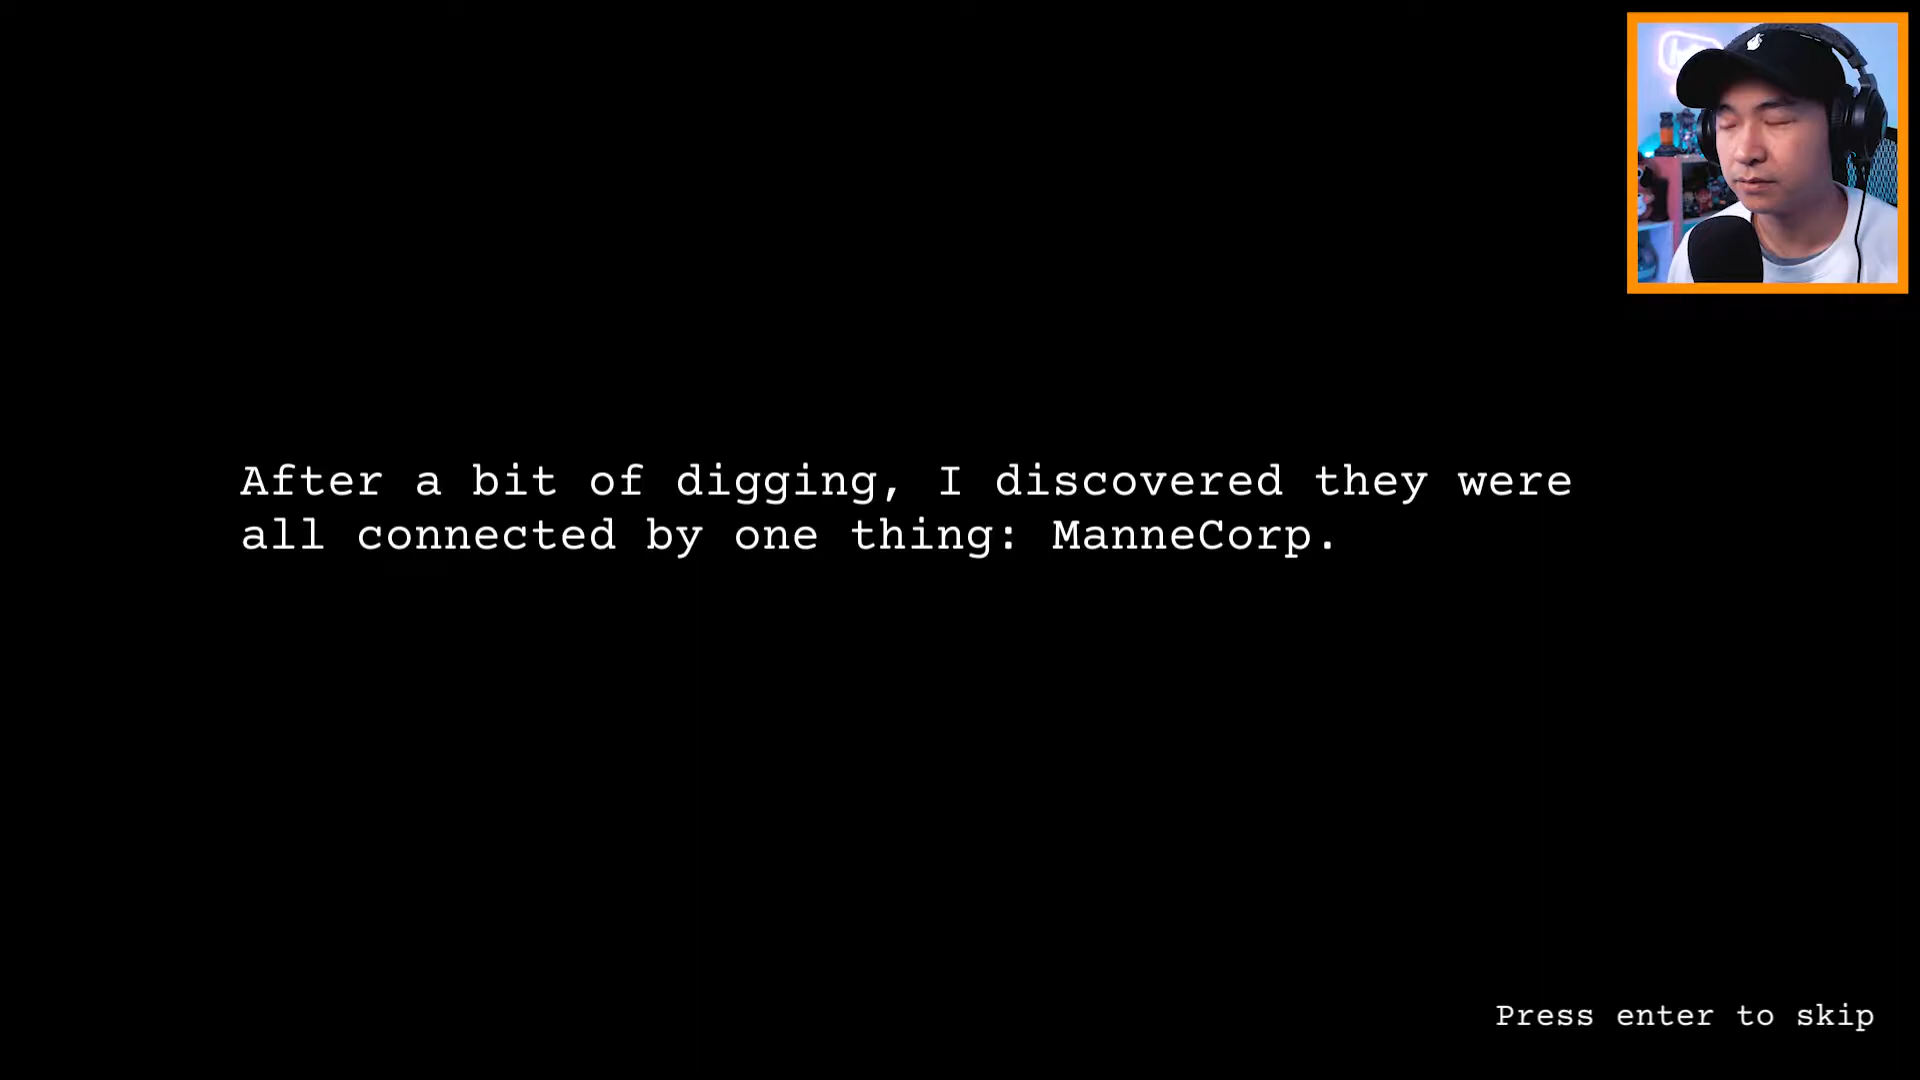 After a bit of digging, I discovered they were
all connected by one thing: ManneCorp.
Press enter to skip